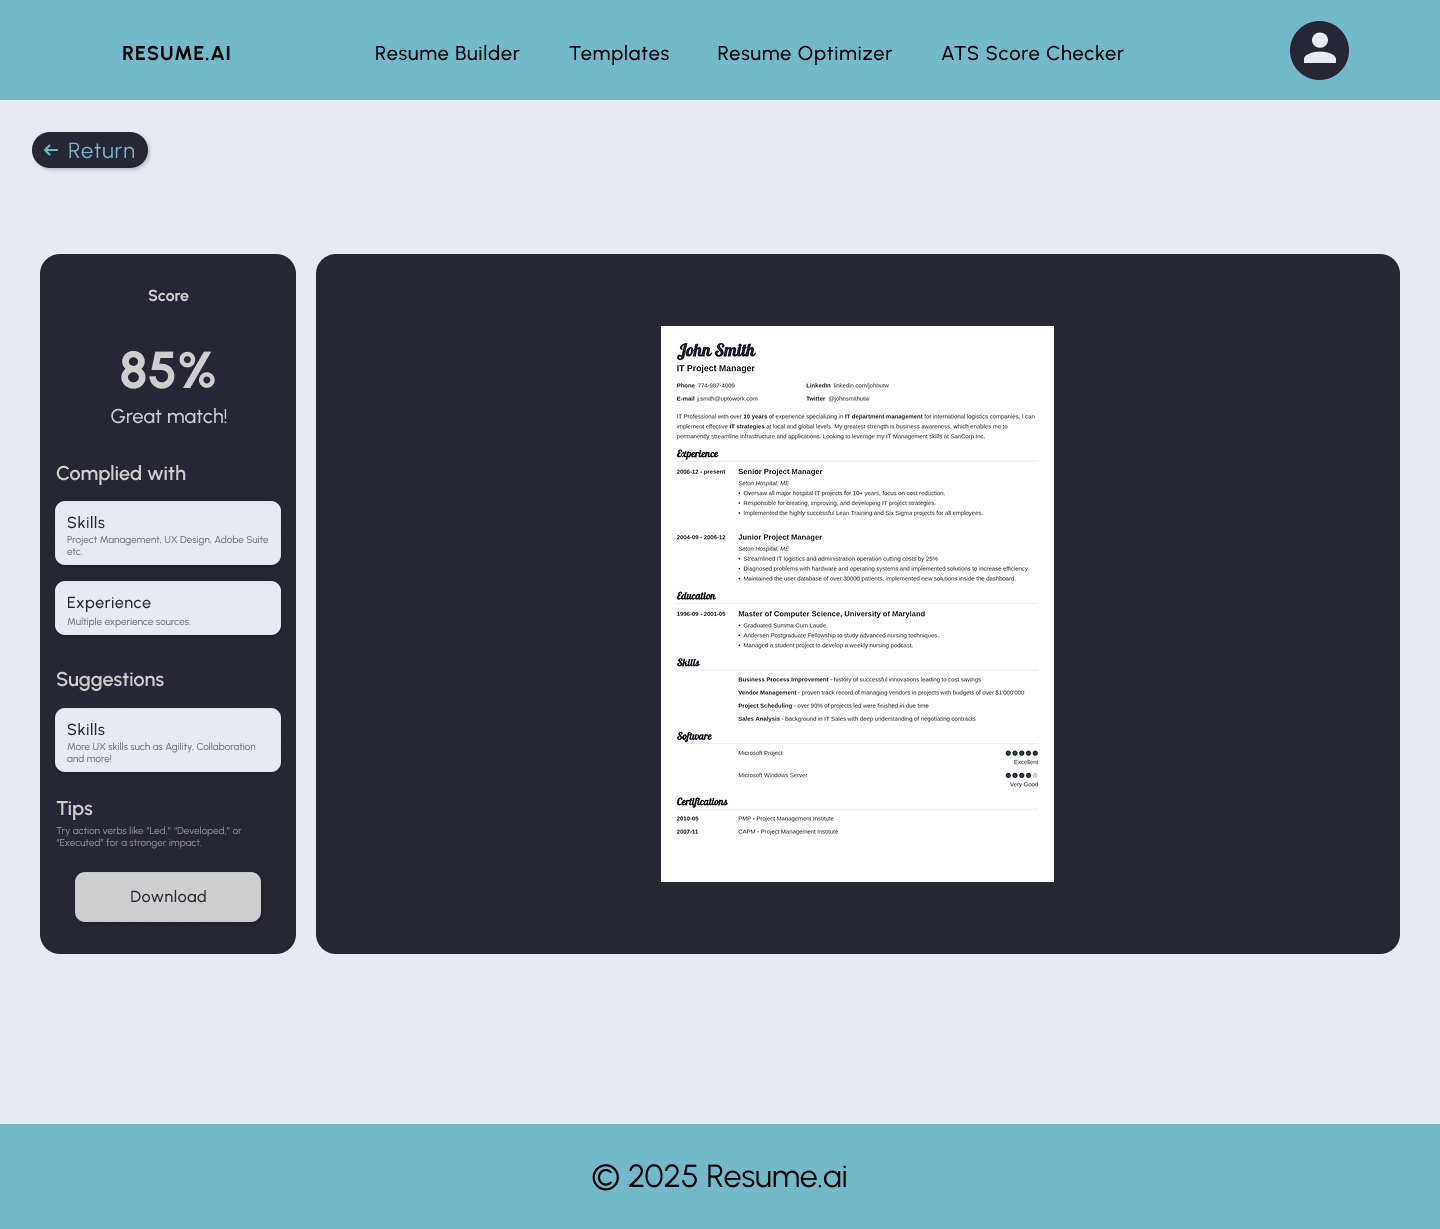 RESUME.AI
Resume Builder
Templates
Resume Optimizer
ATS Score Checker
Return
Score
85%
Great match!
Complied with
Skills
Project Management, UX Design, Adobe Suite
etc.
Experience
Multiple experience sources.
Suggestions
Skills
More UX skills such as Agility, Collaboration
and more!
Tips
Try action verbs like “Led,” “Developed,” or
“Executed” for a stronger impact.
Download
John Smith
IT Project Manager
Phone 774-987-4009
LinkedIn linkedin.com/johnutw
E-mail j.smith@uptowork.com
Twitter @johnsmithutw
IT Professional with over 10 years of experience specializing in IT department management for international logistics companies. I can
implement effective IT strategies at local and global levels. My greatest strength is business awareness, which enables me to
permanently streamline infrastructure and applications. Looking to leverage my IT Management skills at SanCorp Inc.
Experience
2006-12 - present Senior Project Manager
Seton Hospital, ME
• Oversaw all major hospital IT projects for 10+ years, focus on cost reduction.
• Responsible for creating, improving, and developing IT project strategies.
• Implemented the highly successful Lean Training and Six Sigma projects for all employees.
2004-09 - 2006-12 Junior Project Manager
Seton Hospital, ME
• Streamlined IT logistics and administration operation cutting costs by 25%
• Diagnosed problems with hardware and operating systems and implemented solutions to increase efficiency.
• Maintained the user database of over 30000 patients, implemented new solutions inside the dashboard.
Education
1996-09 - 2001-05 Master of Computer Science, University of Maryland
• Graduated Summa Cum Laude.
• Andersen Postgraduate Fellowship to study advanced nursing techniques.
• Managed a student project to develop a weekly nursing podcast.
Skills
Business Process Improvement - history of successful innovations leading to cost savings
Vendor Management - proven track record of managing vendors in projects with budgets of over $1'000'000
Project Scheduling - over 90% of projects led were finished in due time
Sales Analysis - background in IT Sales with deep understanding of negotiating contracts
Software
Microsoft Project
Excellent
Microsoft Windows Server
Very Good
Certifications
2010-05 PMP - Project Management Institute
2007-11 CAPM - Project Management Institute
© 2025 Resume.ai